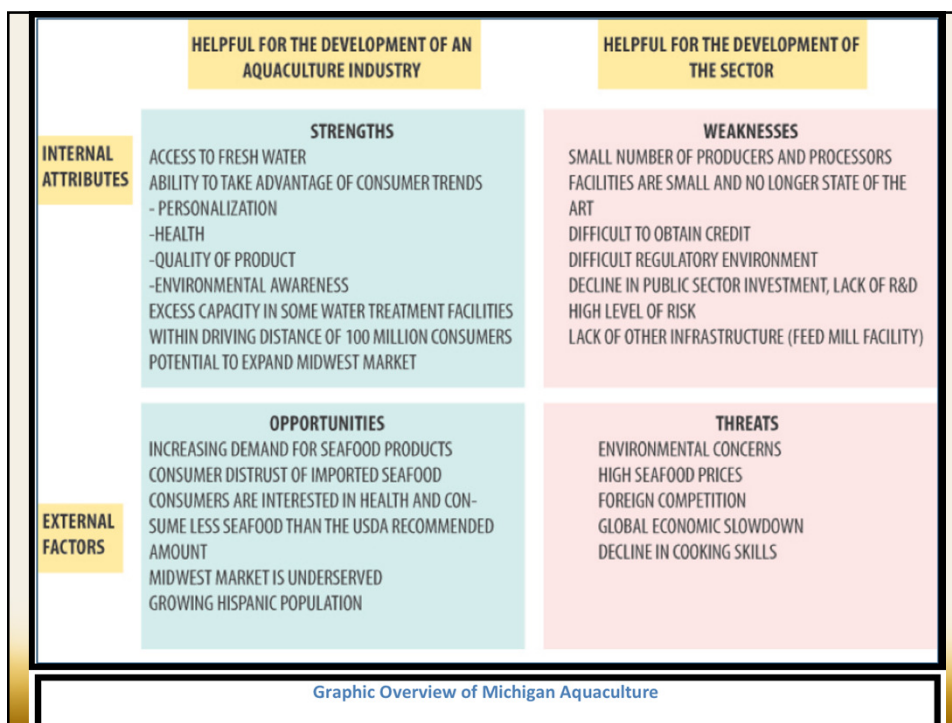 HELPFUL FOR THE DEVELOPMENT OF AN
AQUACULTURE INDUSTRY
HELPFUL FOR THE DEVELOPMENT OF
THE SECTOR
INTERNAL
ATTRIBUTES
STRENGTHS
ACCESS TO FRESH WATER
ABILITY TO TAKE ADVANTAGE OF CONSUMER TRENDS
- PERSONALIZATION
-HEALTH
-QUALITY OF PRODUCT
-ENVIRONMENTAL AWARENESS
EXCESS CAPACITY IN SOME WATER TREATMENT FACILITIES
WITHIN DRIVING DISTANCE OF 100 MILLION CONSUMERS
POTENTIAL TO EXPAND MIDWEST MARKET
WEAKNESSES
SMALL NUMBER OF PRODUCERS AND PROCESSORS
FACILITIES ARE SMALL AND NO LONGER STATE OF THE
ART
DIFFICULT TO OBTAIN CREDIT
DIFFICULT REGULATORY ENVIRONMENT
DECLINE IN PUBLIC SECTOR INVESTMENT, LACK OF R&D
HIGH LEVEL OF RISK
LACK OF OTHER INFRASTRUCTURE (FEED MILL FACILITY)
EXTERNAL
FACTORS
OPPORTUNITIES
INCREASING DEMAND FOR SEAFOOD PRODUCTS
CONSUMER DISTRUST OF IMPORTED SEAFOOD
CONSUMERS ARE INTERESTED IN HEALTH AND CON-
SUME LESS SEAFOOD THAN THE USDA RECOMMENDED
AMOUNT
MIDWEST MARKET IS UNDERSERVED
GROWING HISPANIC POPULATION
THREATS
ENVIRONMENTAL CONCERNS
HIGH SEAFOOD PRICES
FOREIGN COMPETITION
GLOBAL ECONOMIC SLOWDOWN
DECLINE IN COOKING SKILLS
Graphic Overview of Michigan Aquaculture